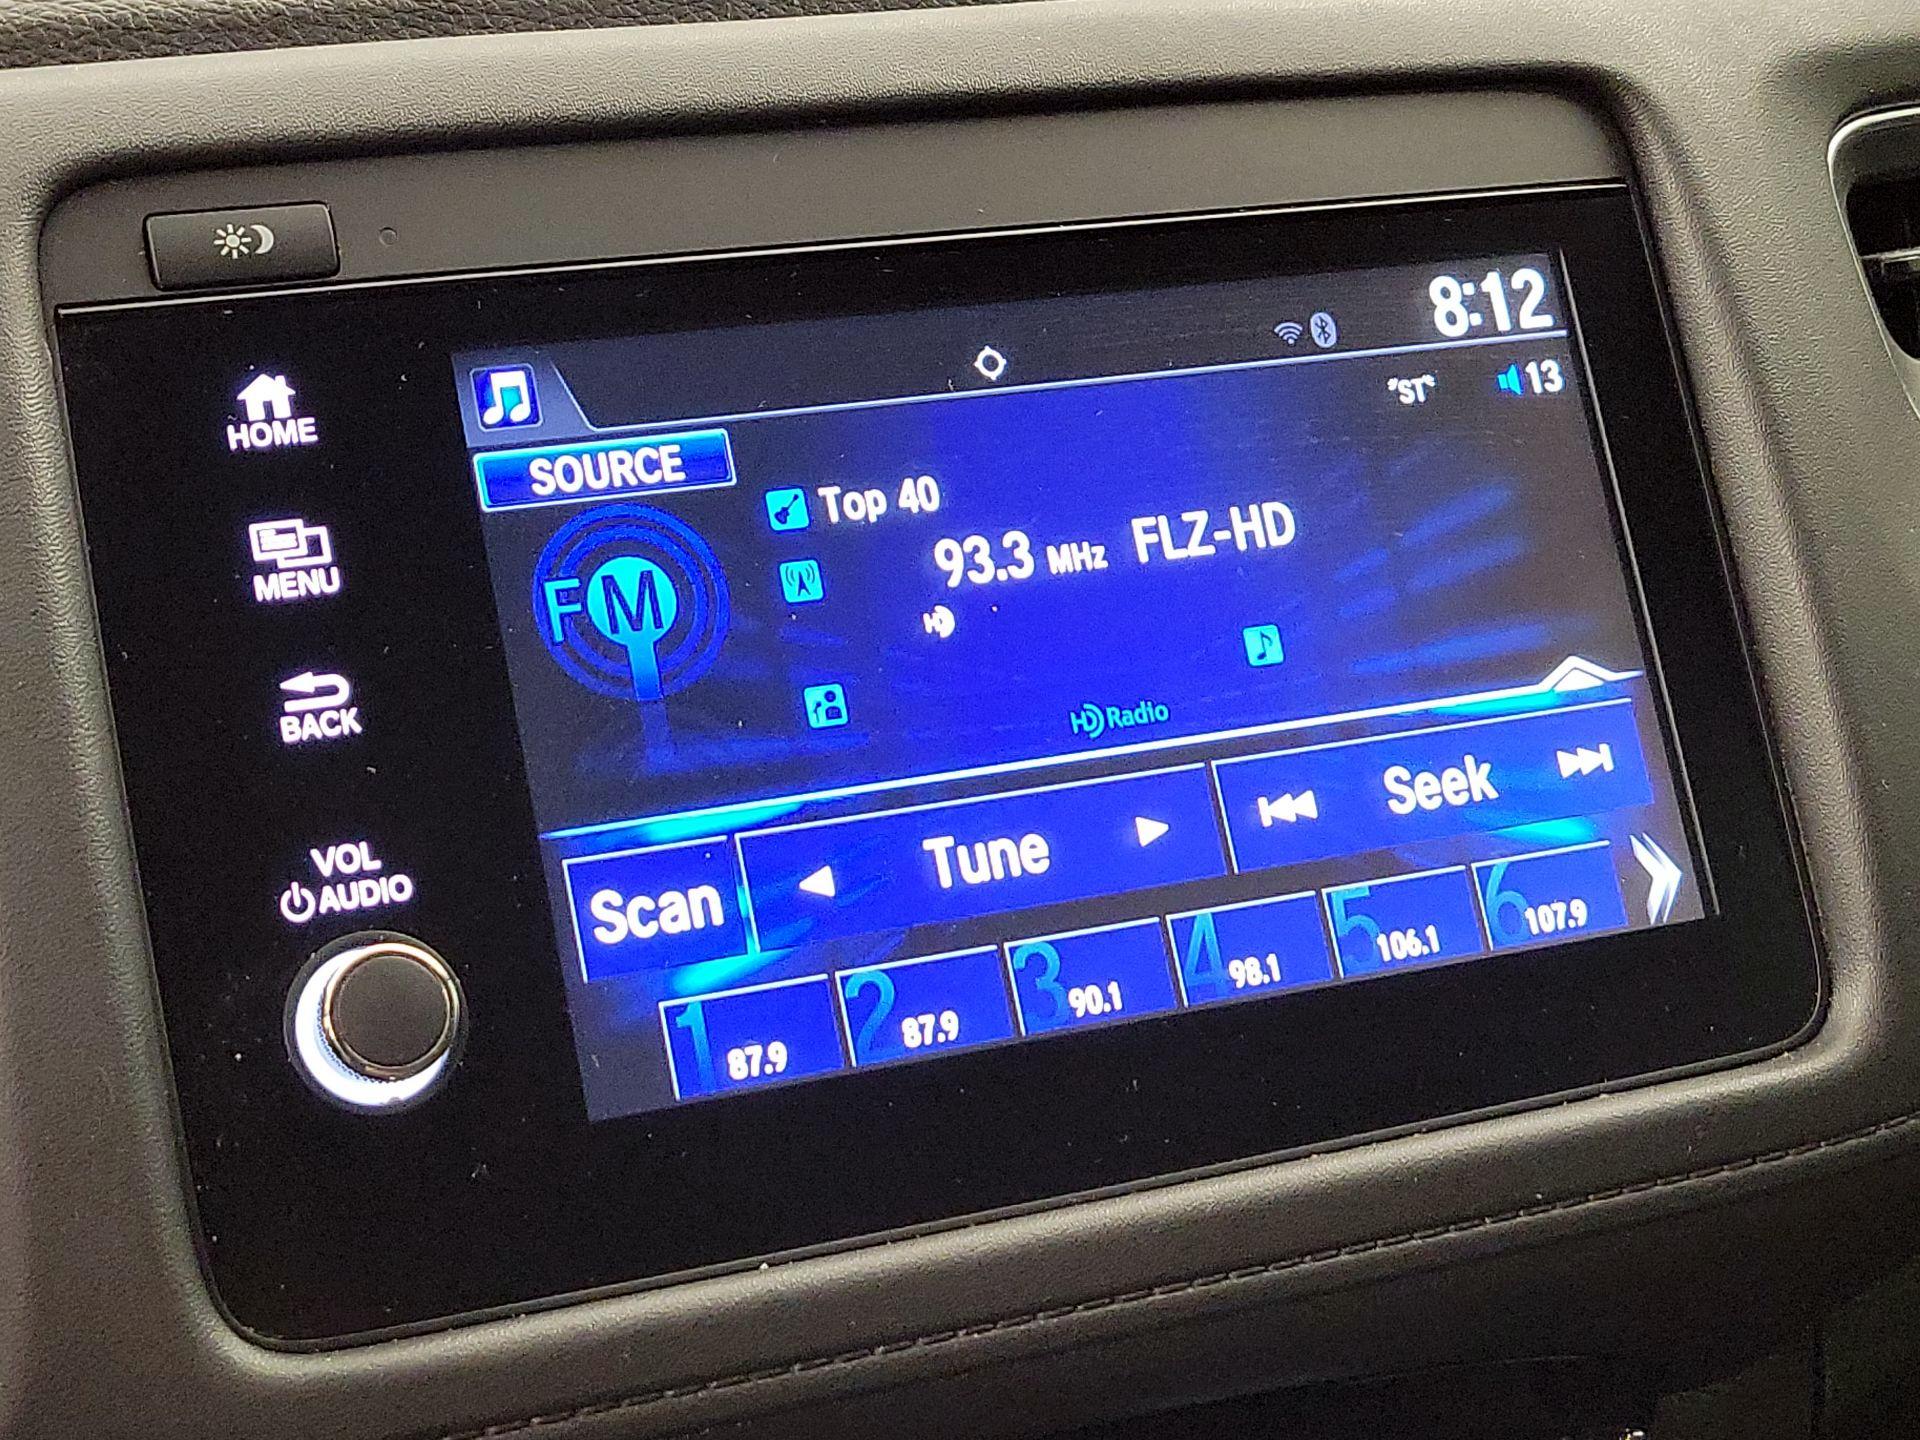 8:12
"ST"
13
HOME
SOURCE
Top 40
93.3 MHz FLZ-HD
FM
HD
MENU
HD Radio
BACK
Seek
Tune
Scan
VOL
AUDIO
1 87.9
2 87.9
3 90.1
4 98.1
5 106.1
6 107.9